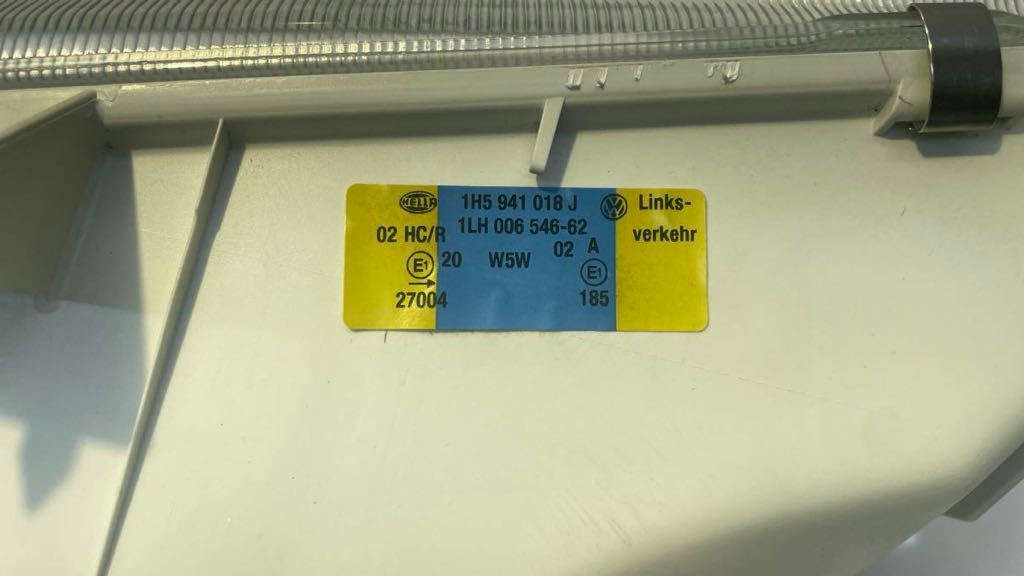 HELLA 1H5 941 018 J VW Links-
02 HC/R 1LH 006 546-62 verkehr
E1 20 W5W 02 A E1
27004 185